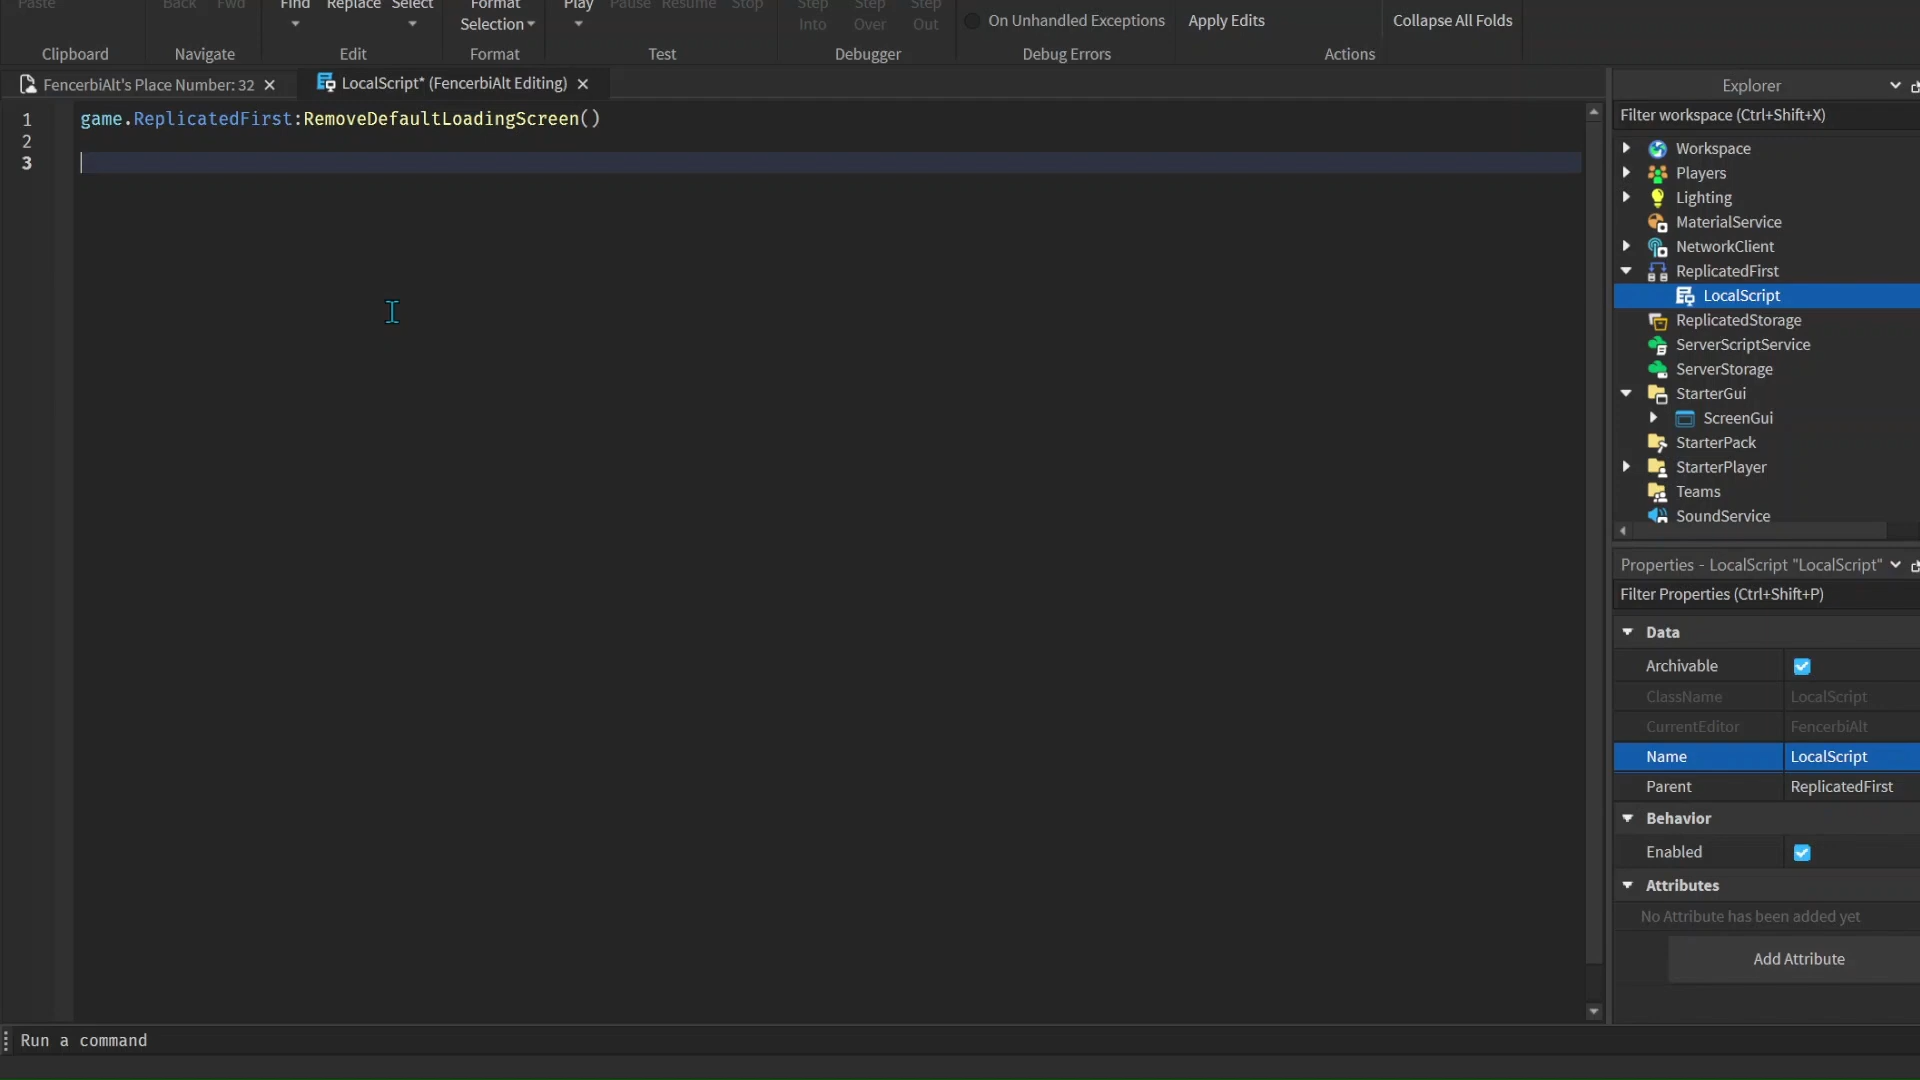 Paste
Back Fwd
Find Replace Select
Format
Selection
Play Pause Resume Stop
Step Step Step
Into Over Out
On Unhandled Exceptions Apply Edits Collapse All Folds
Clipboard Navigate Edit Format Test Debugger Debug Errors Actions
FencerbiAlt's Place Number: 32
LocalScript* (FencerbiAlt Editing)
1 game.ReplicatedFirst:RemoveDefaultLoadingScreen()
2
3
Explorer
Filter workspace (Ctrl+Shift+X)
Workspace
Players
Lighting
MaterialService
NetworkClient
ReplicatedFirst
LocalScript
ReplicatedStorage
ServerScriptService
ServerStorage
StarterGui
ScreenGui
StarterPack
StarterPlayer
Teams
SoundService
Properties - LocalScript "LocalScript"
Filter Properties (Ctrl+Shift+P)
Data
Archivable
ClassName LocalScript
CurrentEditor FencerbiAlt
Name LocalScript
Parent ReplicatedFirst
Behavior
Enabled
Attributes
No Attribute has been added yet
Add Attribute
Run a command